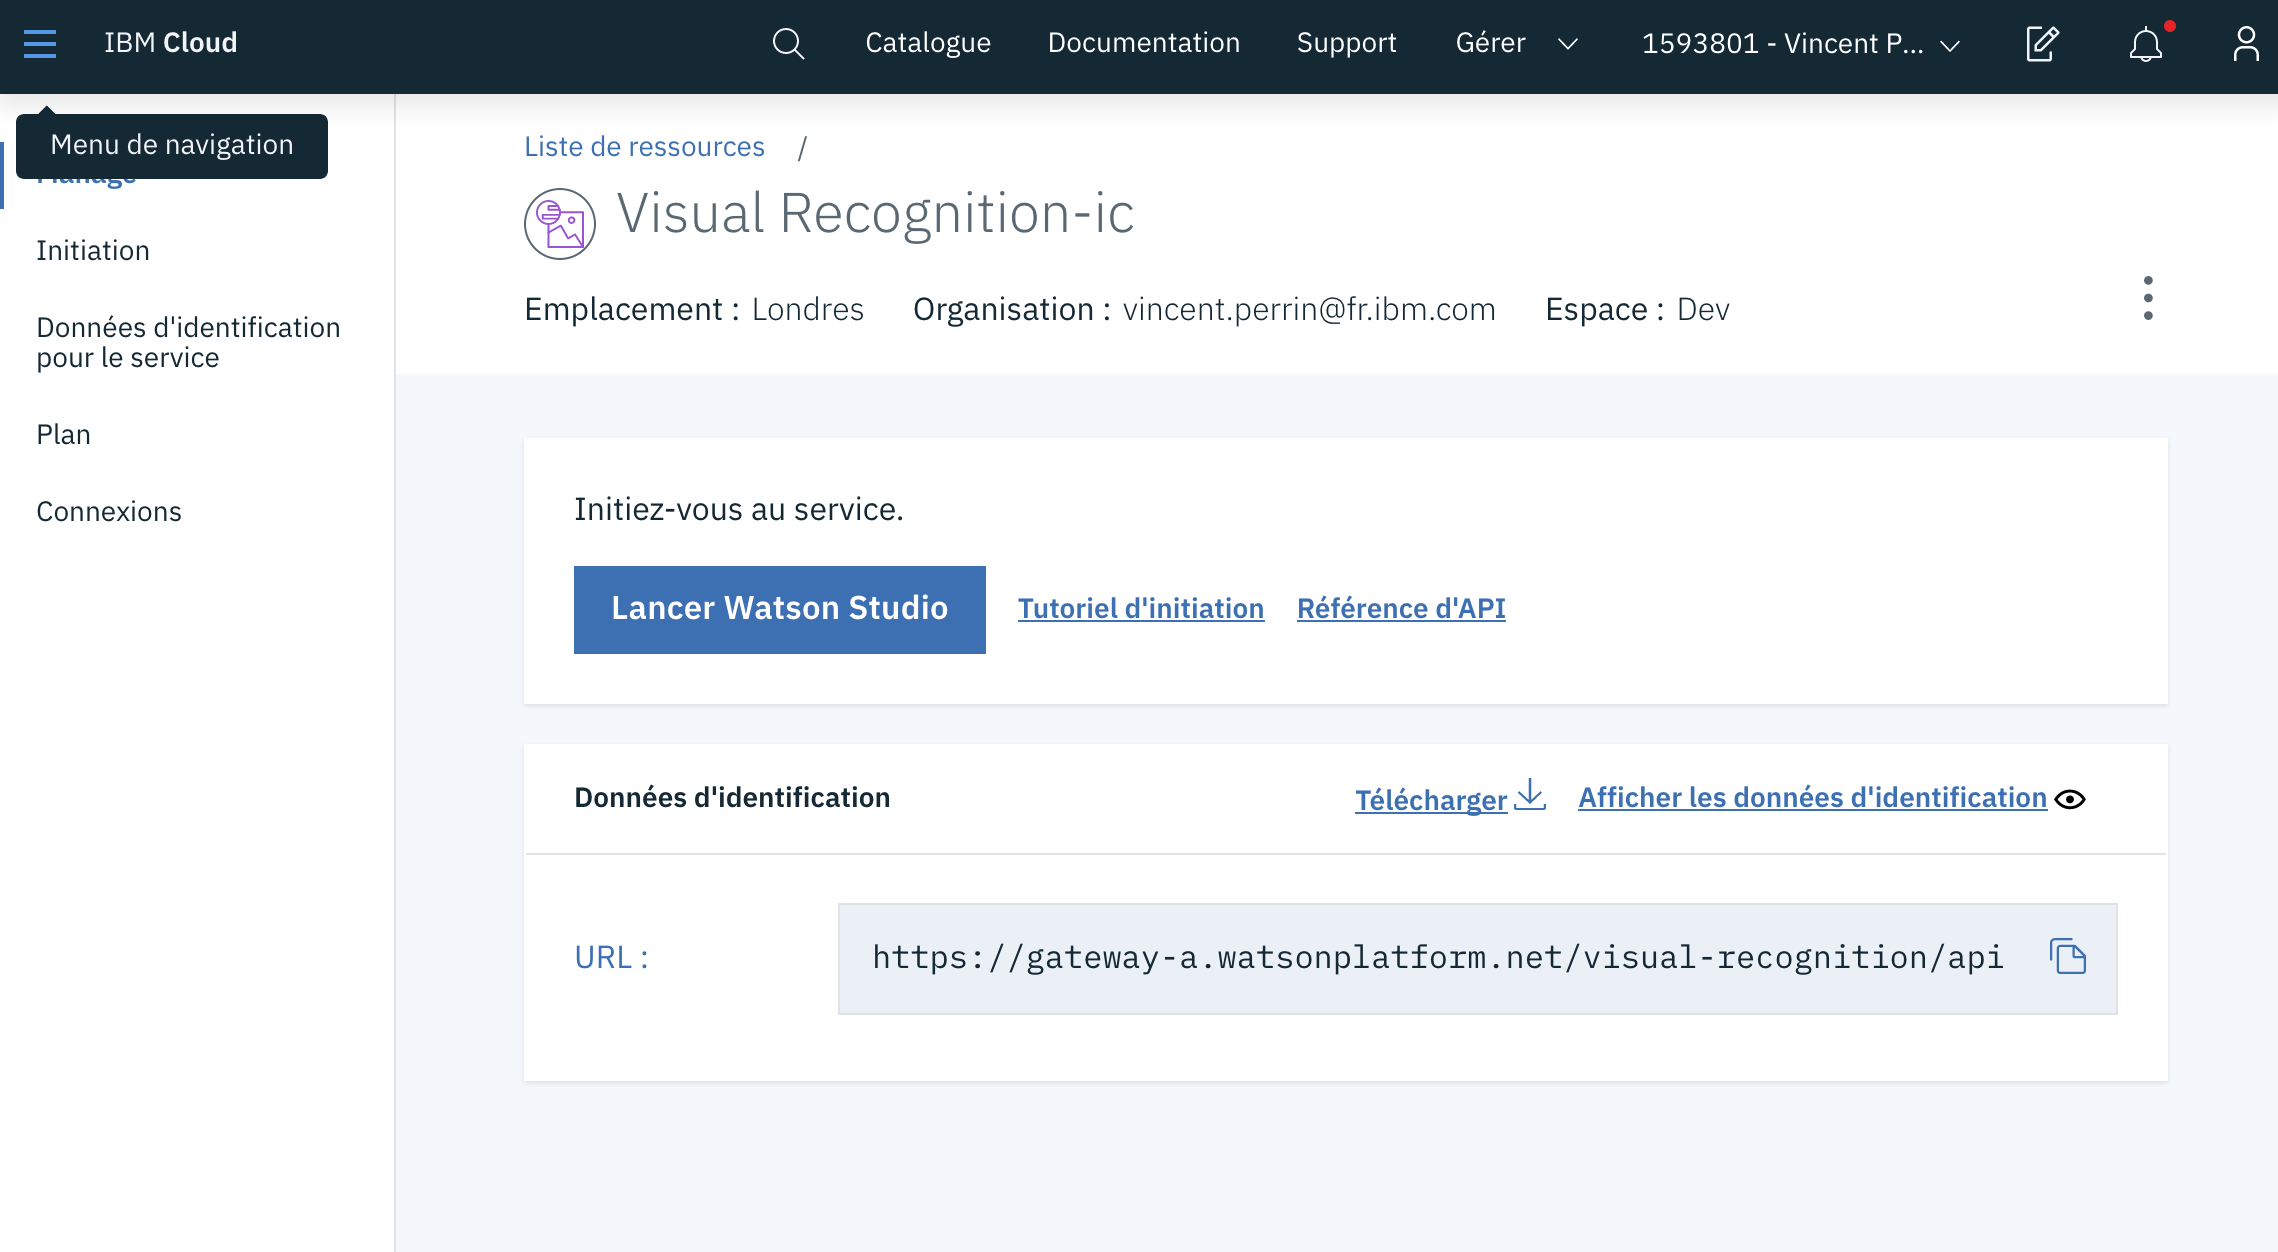 IBM Cloud
Catalogue
Documentation
Support
Gérer
1593801 - Vincent P...
Menu de navigation
Manage
Initiation
Données d'identification
pour le service
Plan
Connexions
Liste de ressources /
Visual Recognition-ic
Emplacement : Londres Organisation : vincent.perrin@fr.ibm.com Espace : Dev
Initiez-vous au service.
Lancer Watson Studio Tutoriel d'initiation Référence d'API
Données d'identification Télécharger Afficher les données d'identification
URL : https://gateway-a.watsonplatform.net/visual-recognition/api